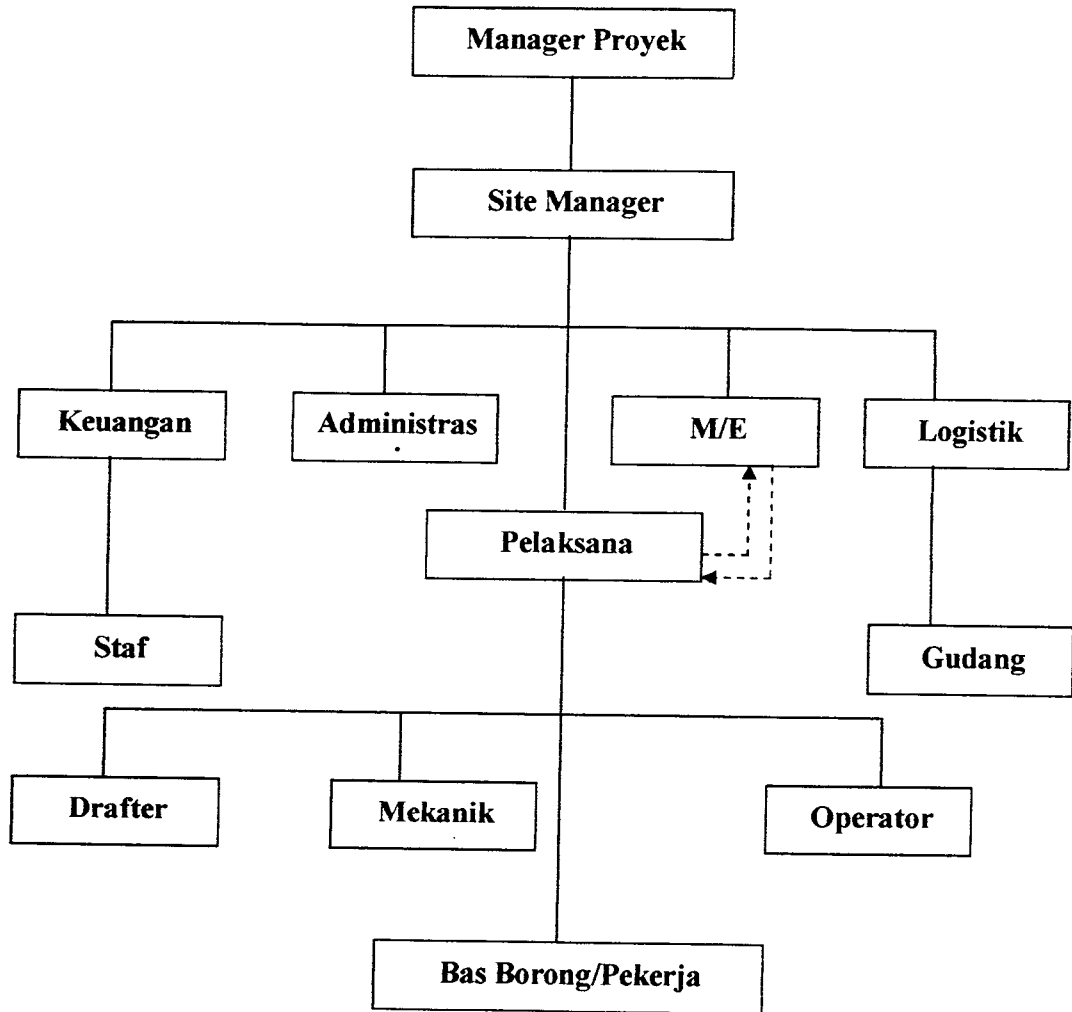 Manager Proyek
Site Manager
Keuangan
Administras
M/E
Logistik
Pelaksana
Staf
Gudang
Drafter
Mekanik
Operator
Bas Borong/Pekerja